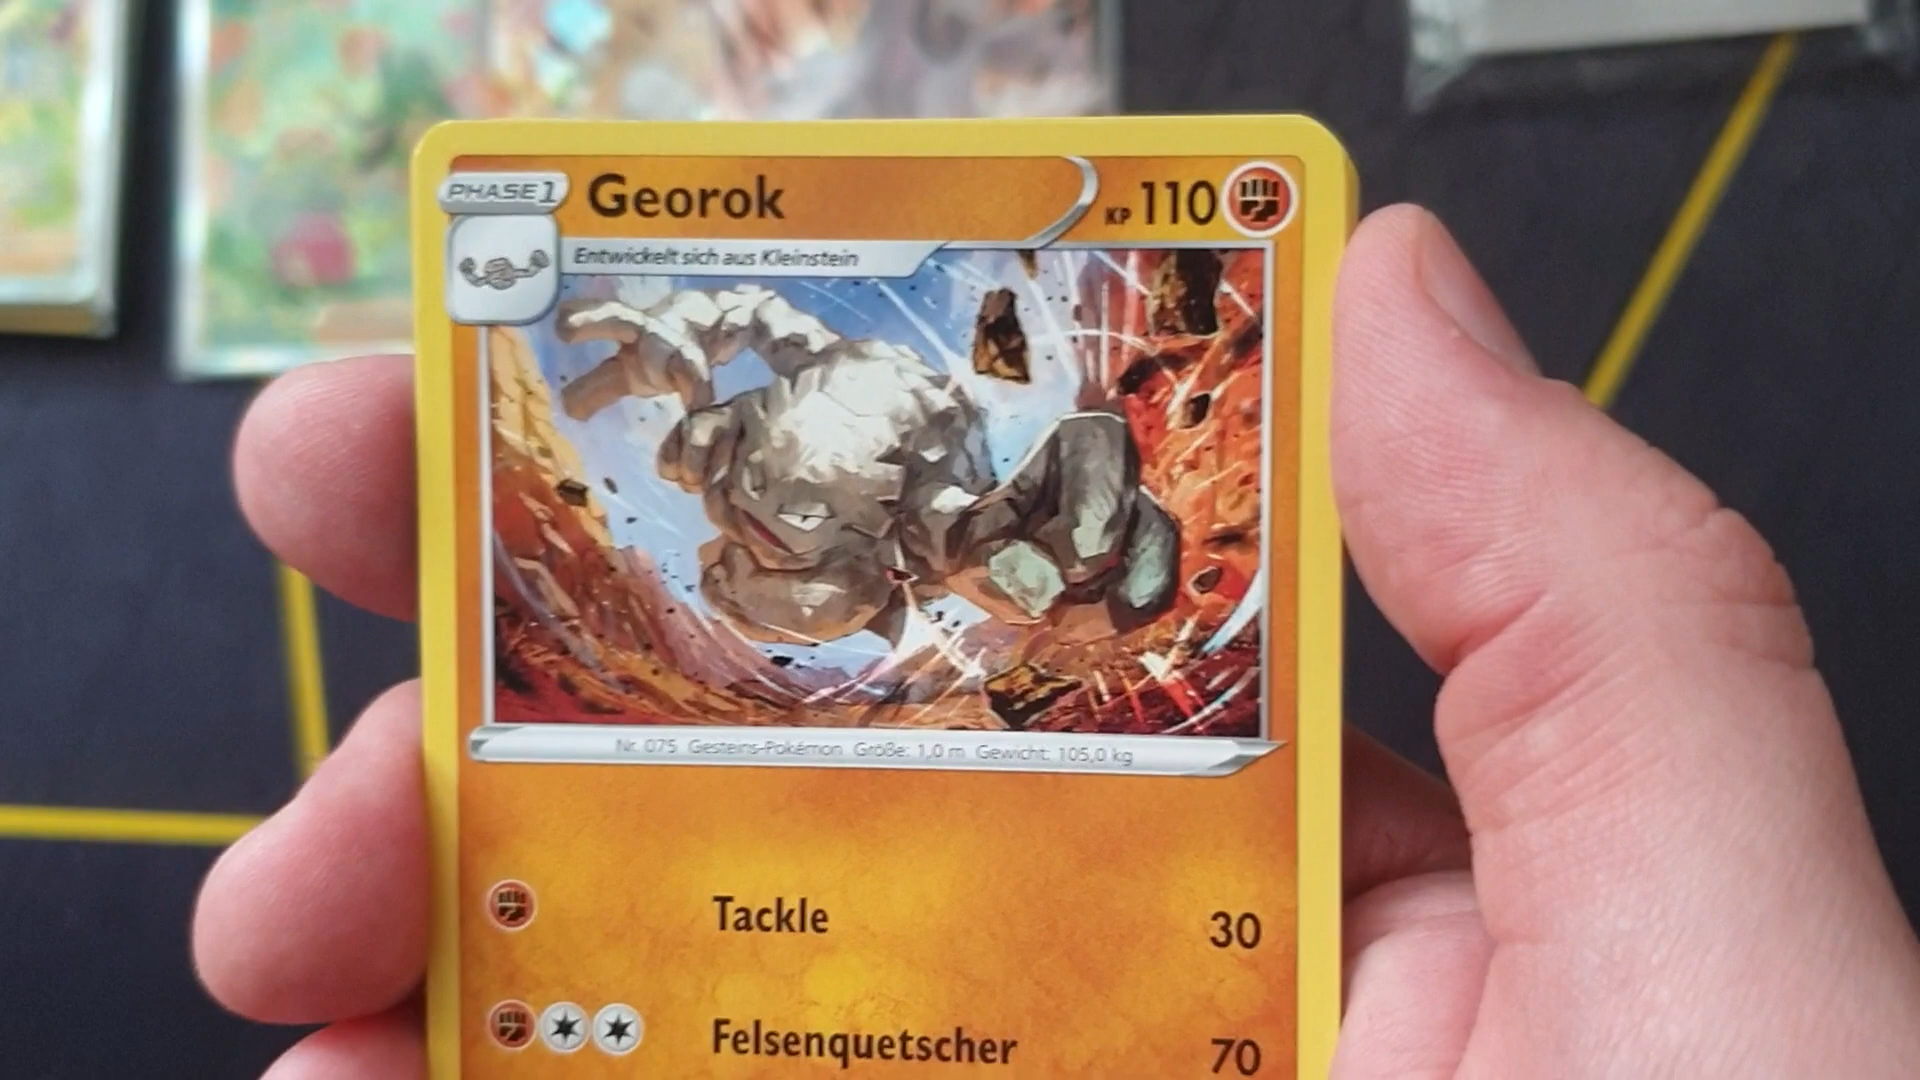 PHASE 1 Georok KP 110
Entwickelt sich aus Kleinstein
Nr. 075 Gesteins-Pokémon Größe: 1,0 m Gewicht: 105,0 kg
Tackle 30
Felsenquetscher 70